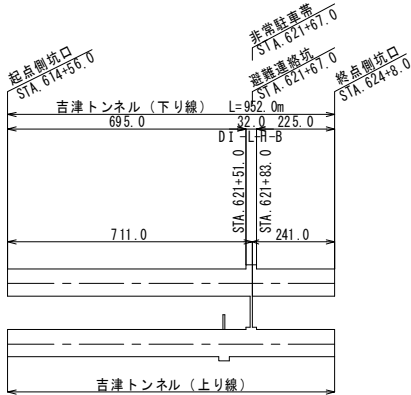 非常駐車帯
STA.621+67.0
起点側坑口
STA.614+56.0
避難連絡坑
STA.621+67.0
終点側坑口
STA.624+8.0
吉津トンネル（下り線） L=952.0m
695.0 32.0 225.0
DI-L-H-B
STA.621+51.0
STA.621+83.0
711.0 241.0
吉津トンネル（上り線）